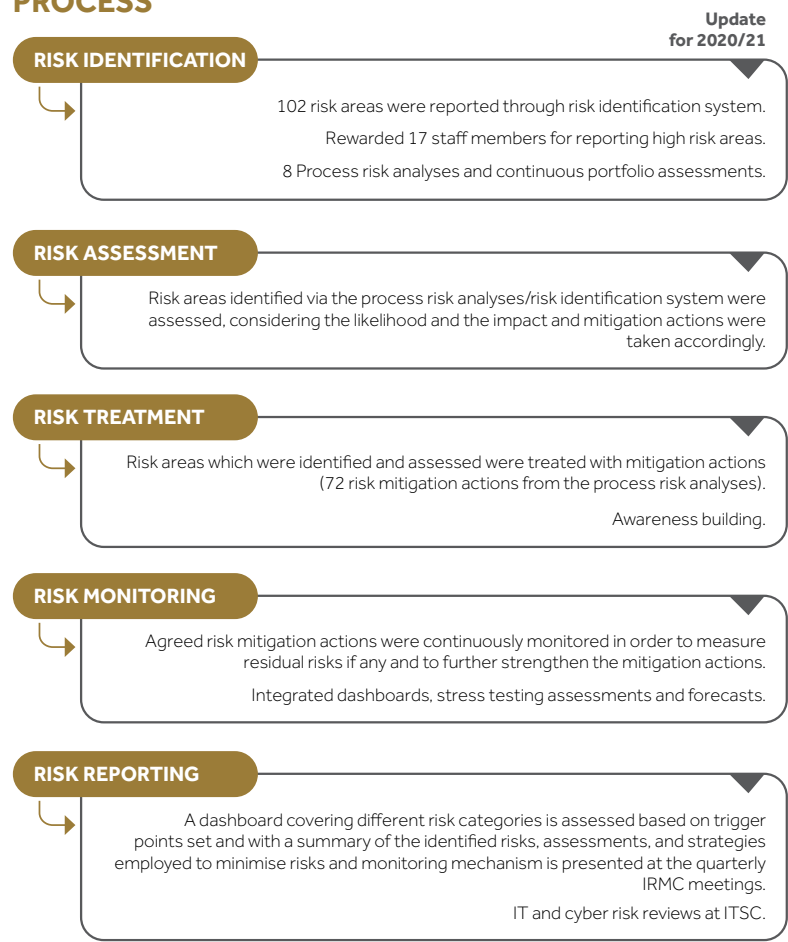 PROCESS
Update
for 2020/21
RISK IDENTIFICATION
102 risk areas were reported through risk identification system.
Rewarded 17 staff members for reporting high risk areas.
8 Process risk analyses and continuous portfolio assessments.
RISK ASSESSMENT
Risk areas identified via the process risk analyses/risk identification system were
assessed, considering the likelihood and the impact and mitigation actions were
taken accordingly.
RISK TREATMENT
Risk areas which were identified and assessed were treated with mitigation actions
(72 risk mitigation actions from the process risk analyses).
Awareness building.
RISK MONITORING
Agreed risk mitigation actions were continuously monitored in order to measure
residual risks if any and to further strengthen the mitigation actions.
Integrated dashboards, stress testing assessments and forecasts.
RISK REPORTING
A dashboard covering different risk categories is assessed based on trigger
points set and with a summary of the identified risks, assessments, and strategies
employed to minimise risks and monitoring mechanism is presented at the quarterly
IRMC meetings.
IT and cyber risk reviews at ITSC.